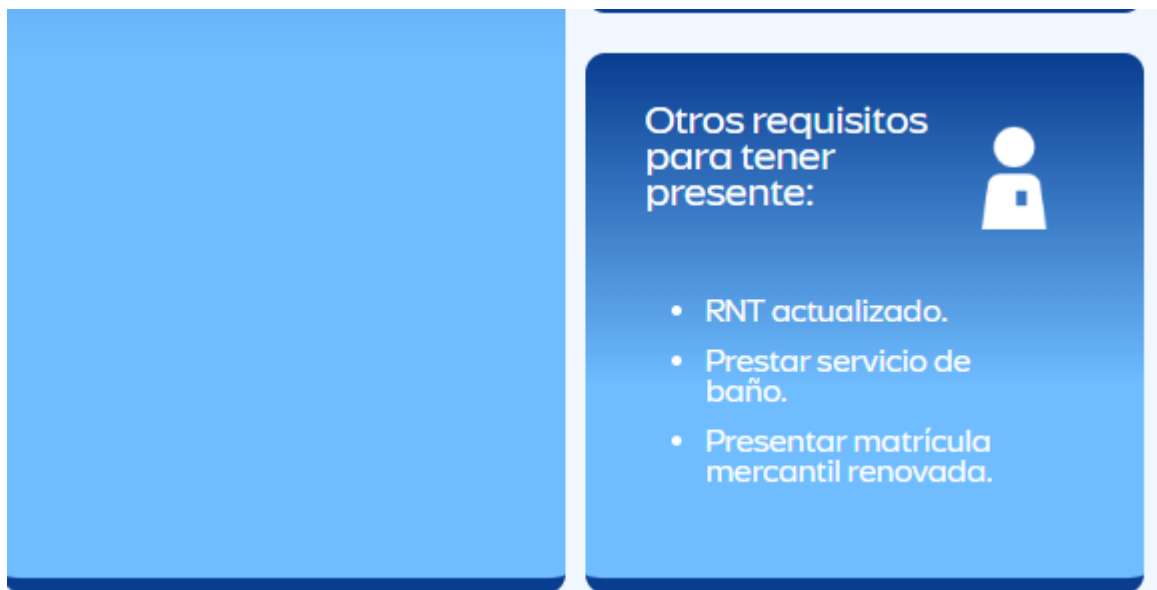 Otros requisitos
para tener
presente:
• RNT actualizado.
• Prestar servicio de
baño.
• Presentar matrícula
mercantil renovada.